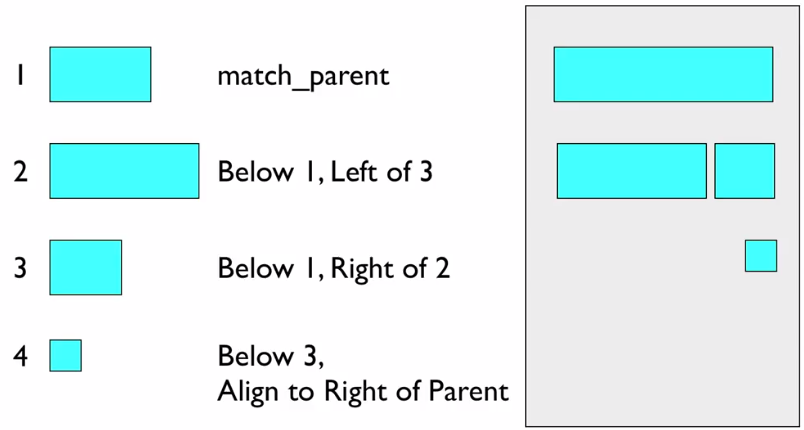 1 match_parent
2 Below 1, Left of 3
3 Below 1, Right of 2
4 Below 3,
Align to Right of Parent